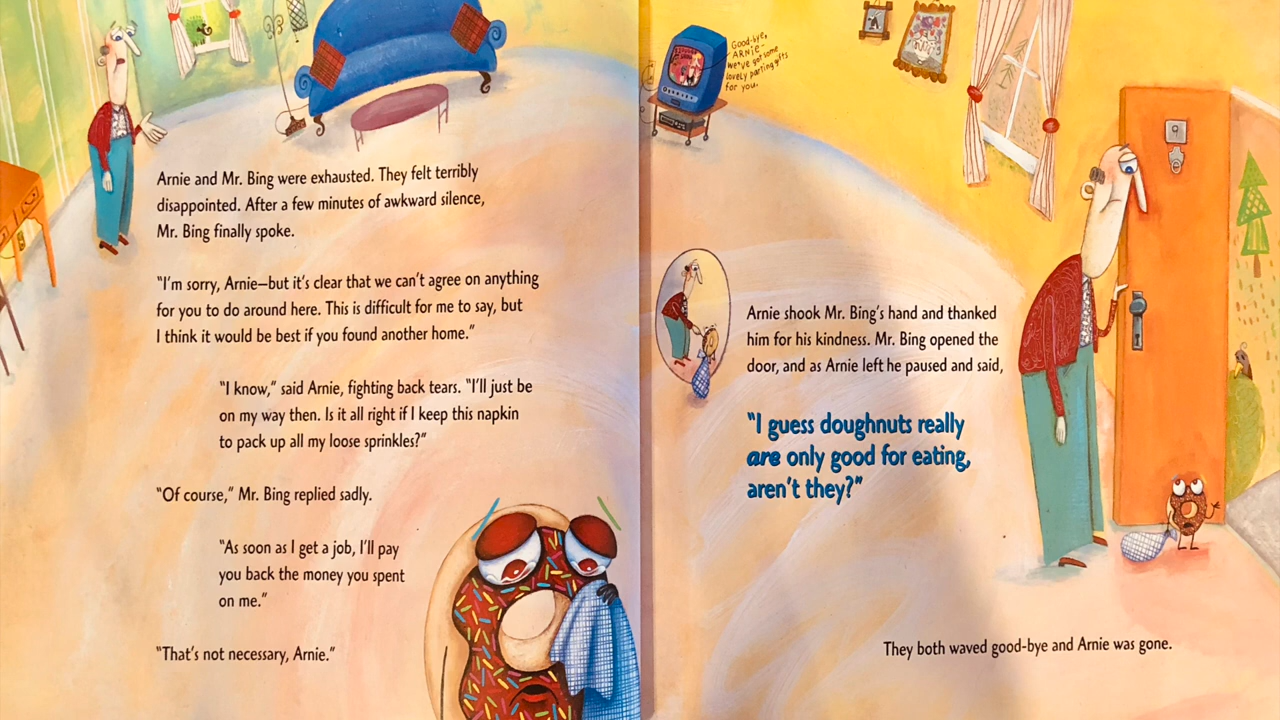 Arnie and Mr. Bing were exhausted. They felt terribly
disappointed. After a few minutes of awkward silence,
Mr. Bing finally spoke.
"I'm sorry, Arnie—but it's clear that we can't agree on anything
for you to do around here. This is difficult for me to say, but
I think it would be best if you found another home."
"I know," said Arnie, fighting back tears. "I'll just be
on my way then. Is it all right if I keep this napkin
to pack up all my loose sprinkles?"
"Of course," Mr. Bing replied sadly.
"As soon as I get a job, I'll pay
you back the money you spent
on me."
"That's not necessary, Arnie."
Good-bye,
ARNie-
We've got some
lovely parting gifts
for you.
Arnie shook Mr. Bing's hand and thanked
him for his kindness. Mr. Bing opened the
door, and as Arnie left he paused and said,
"I guess doughnuts really
are only good for eating,
aren't they?"
They both waved good-bye and Arnie was gone.